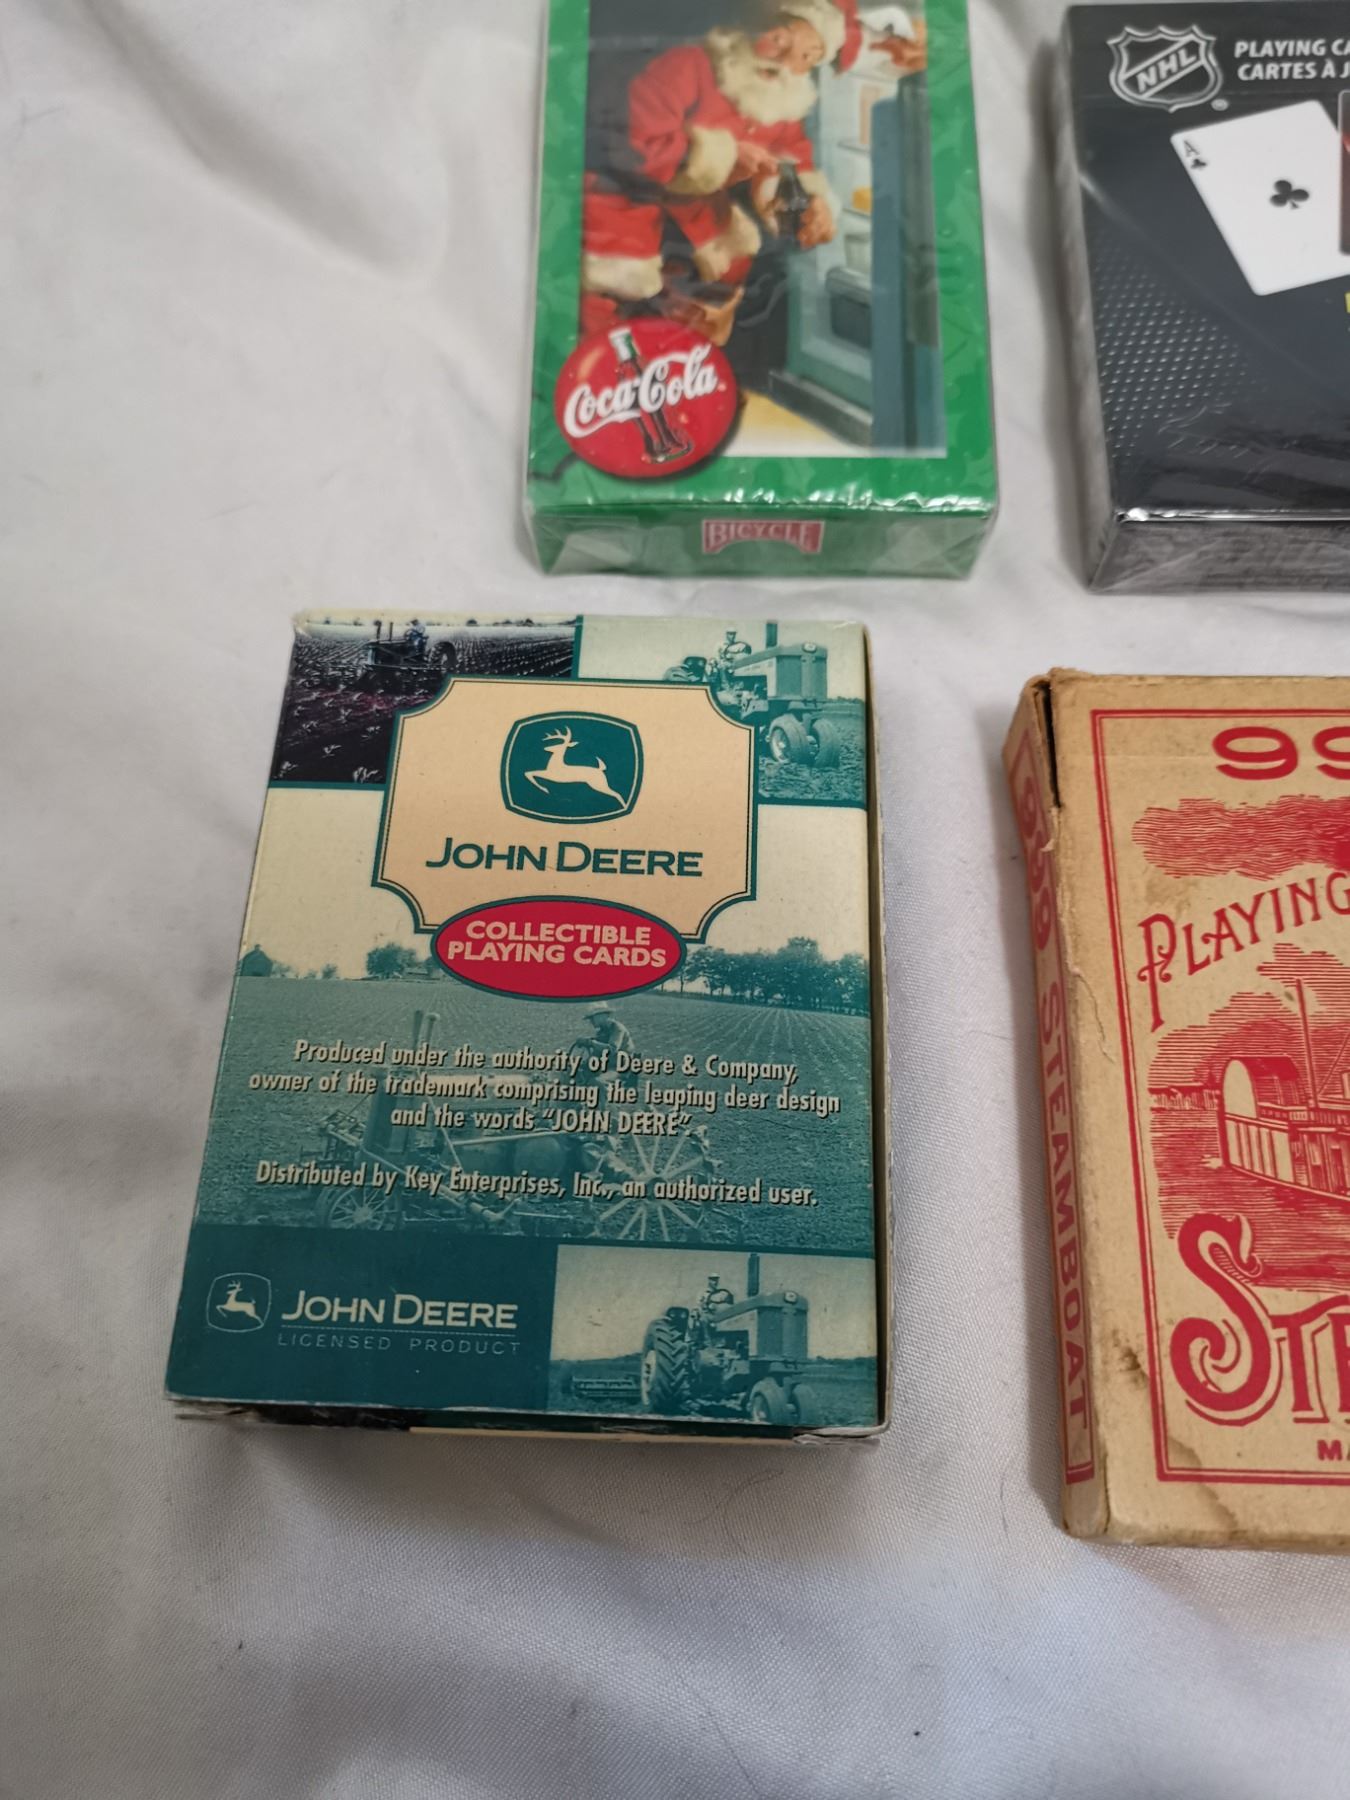 Coca-Cola
BICYCLE
NHL
PLAYING
CARTES À
A
JOHN DEERE
COLLECTIBLE
PLAYING CARDS
Produced under the authority of Deere & Company,
owner of the trademark comprising the leaping deer design
and the words "JOHN DEERE".
Distributed by Key Enterprises, Inc., an authorized user.
JOHN DEERE
LICENSED PRODUCT
999 STEAMBOAT
PLAYING